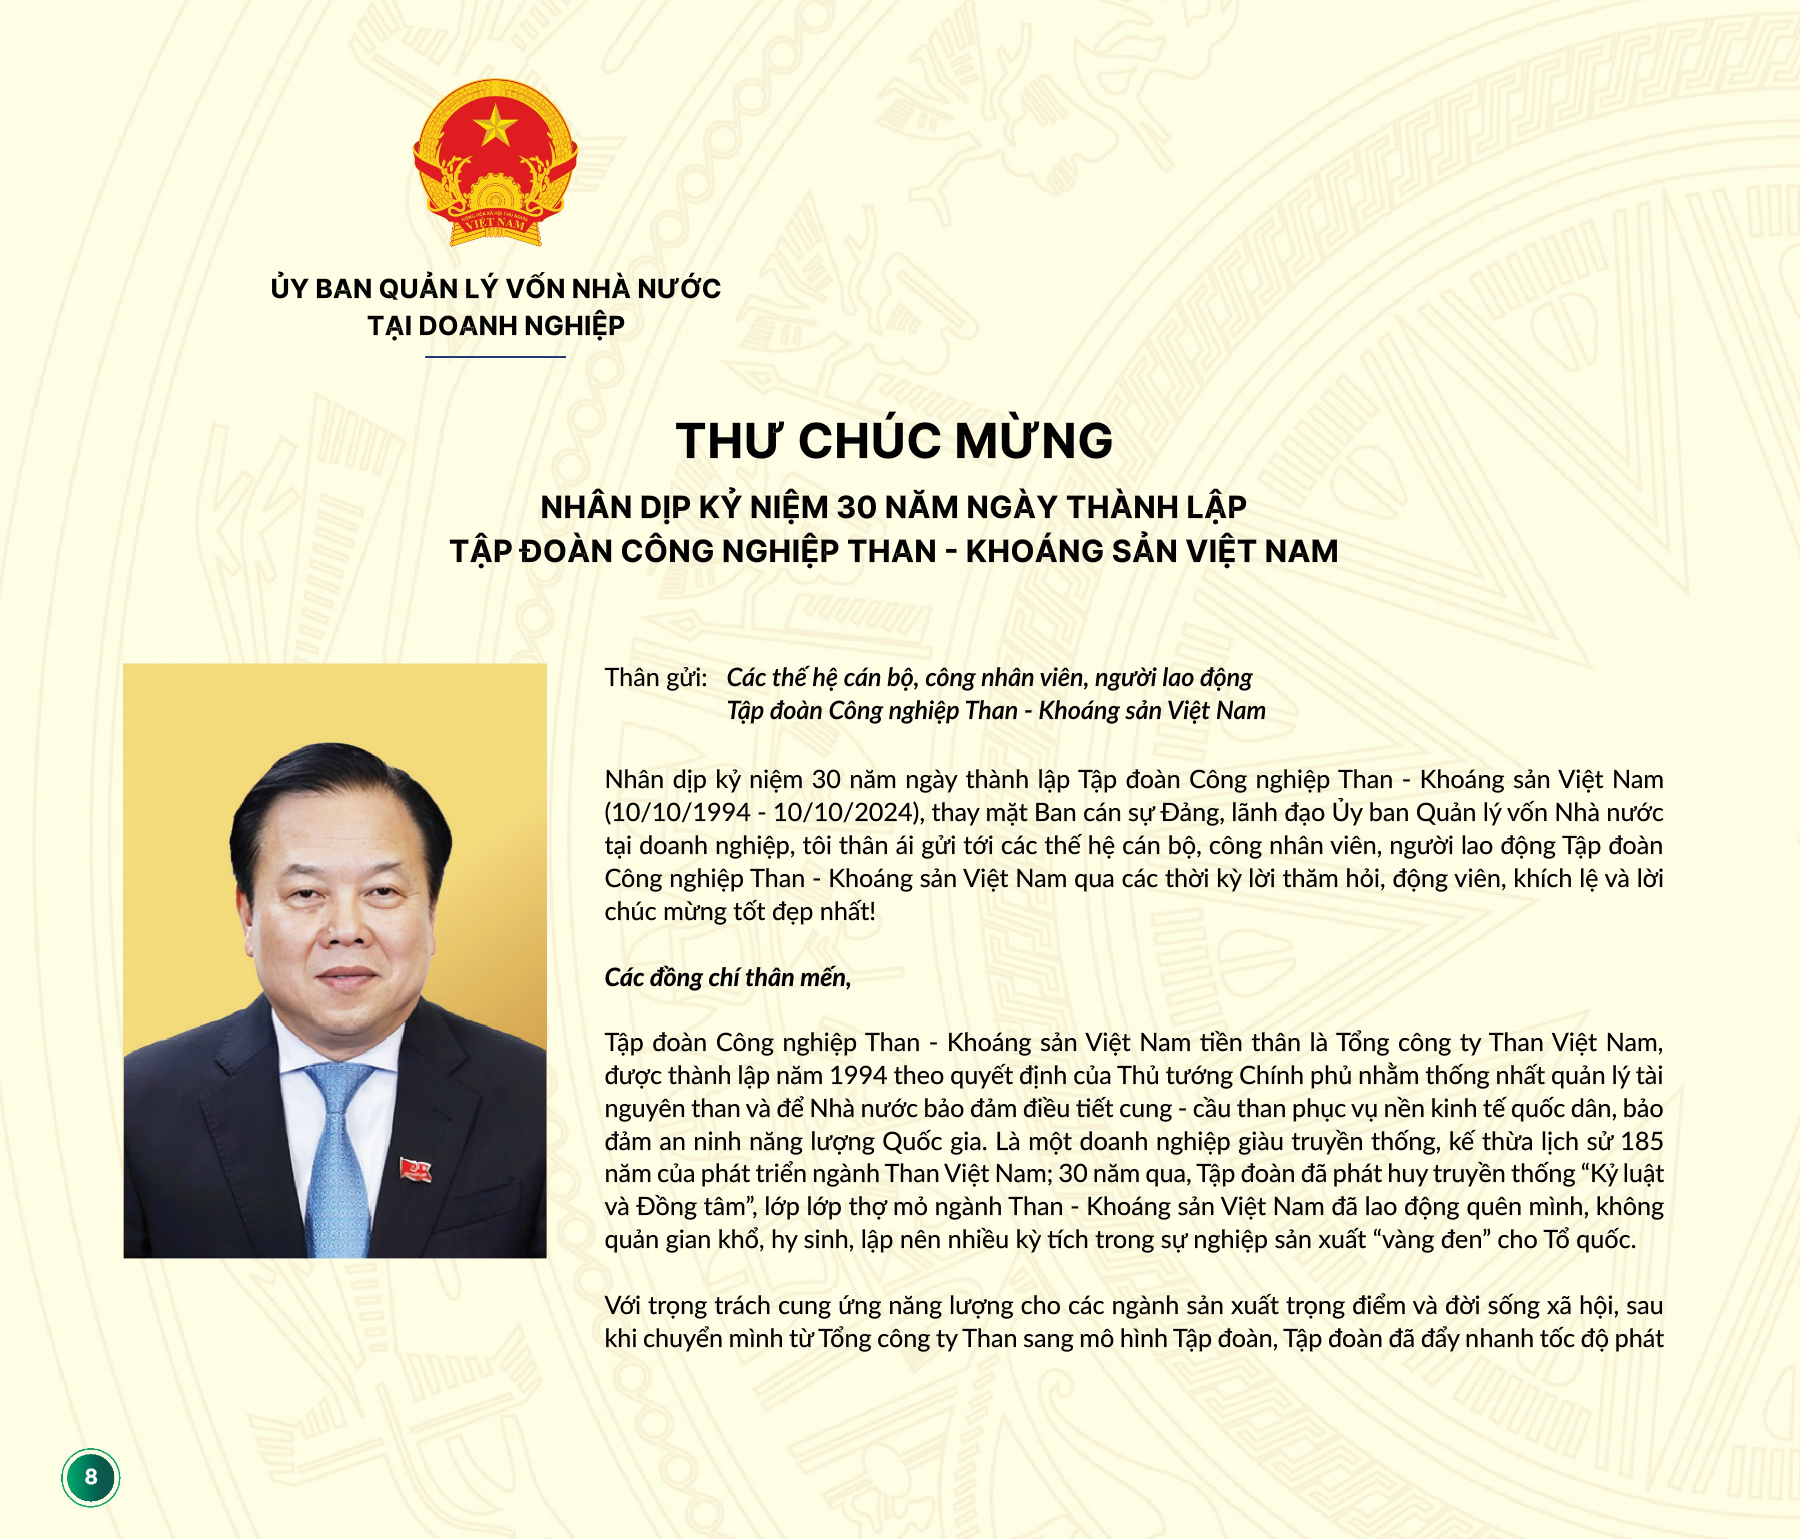 CỘNG HÒA XÃ HỘI CHỦ NGHĨA
VIỆT NAM
ỦY BAN QUẢN LÝ VỐN NHÀ NƯỚC
TẠI DOANH NGHIỆP
THƯ CHÚC MỪNG
NHÂN DỊP KỶ NIỆM 30 NĂM NGÀY THÀNH LẬP
TẬP ĐOÀN CÔNG NGHIỆP THAN - KHOÁNG SẢN VIỆT NAM
Thân gửi: Các thế hệ cán bộ, công nhân viên, người lao động
Tập đoàn Công nghiệp Than - Khoáng sản Việt Nam
Nhân dịp kỷ niệm 30 năm ngày thành lập Tập đoàn Công nghiệp Than - Khoáng sản Việt Nam
(10/10/1994 - 10/10/2024), thay mặt Ban cán sự Đảng, lãnh đạo Ủy ban Quản lý vốn Nhà nước
tại doanh nghiệp, tôi thân ái gửi tới các thế hệ cán bộ, công nhân viên, người lao động Tập đoàn
Công nghiệp Than - Khoáng sản Việt Nam qua các thời kỳ lời thăm hỏi, động viên, khích lệ và lời
chúc mừng tốt đẹp nhất!
Các đồng chí thân mến,
Tập đoàn Công nghiệp Than - Khoáng sản Việt Nam tiền thân là Tổng công ty Than Việt Nam,
được thành lập năm 1994 theo quyết định của Thủ tướng Chính phủ nhằm thống nhất quản lý tài
nguyên than và để Nhà nước bảo đảm điều tiết cung - cầu than phục vụ nền kinh tế quốc dân, bảo
đảm an ninh năng lượng Quốc gia. Là một doanh nghiệp giàu truyền thống, kế thừa lịch sử 185
năm của phát triển ngành Than Việt Nam; 30 năm qua, Tập đoàn đã phát huy truyền thống “Kỷ luật
và Đồng tâm”, lớp lớp thợ mỏ ngành Than - Khoáng sản Việt Nam đã lao động quên mình, không
quản gian khổ, hy sinh, lập nên nhiều kỳ tích trong sự nghiệp sản xuất “vàng đen” cho Tổ quốc.
Với trọng trách cung ứng năng lượng cho các ngành sản xuất trọng điểm và đời sống xã hội, sau
khi chuyển mình từ Tổng công ty Than sang mô hình Tập đoàn, Tập đoàn đã đẩy nhanh tốc độ phát
8